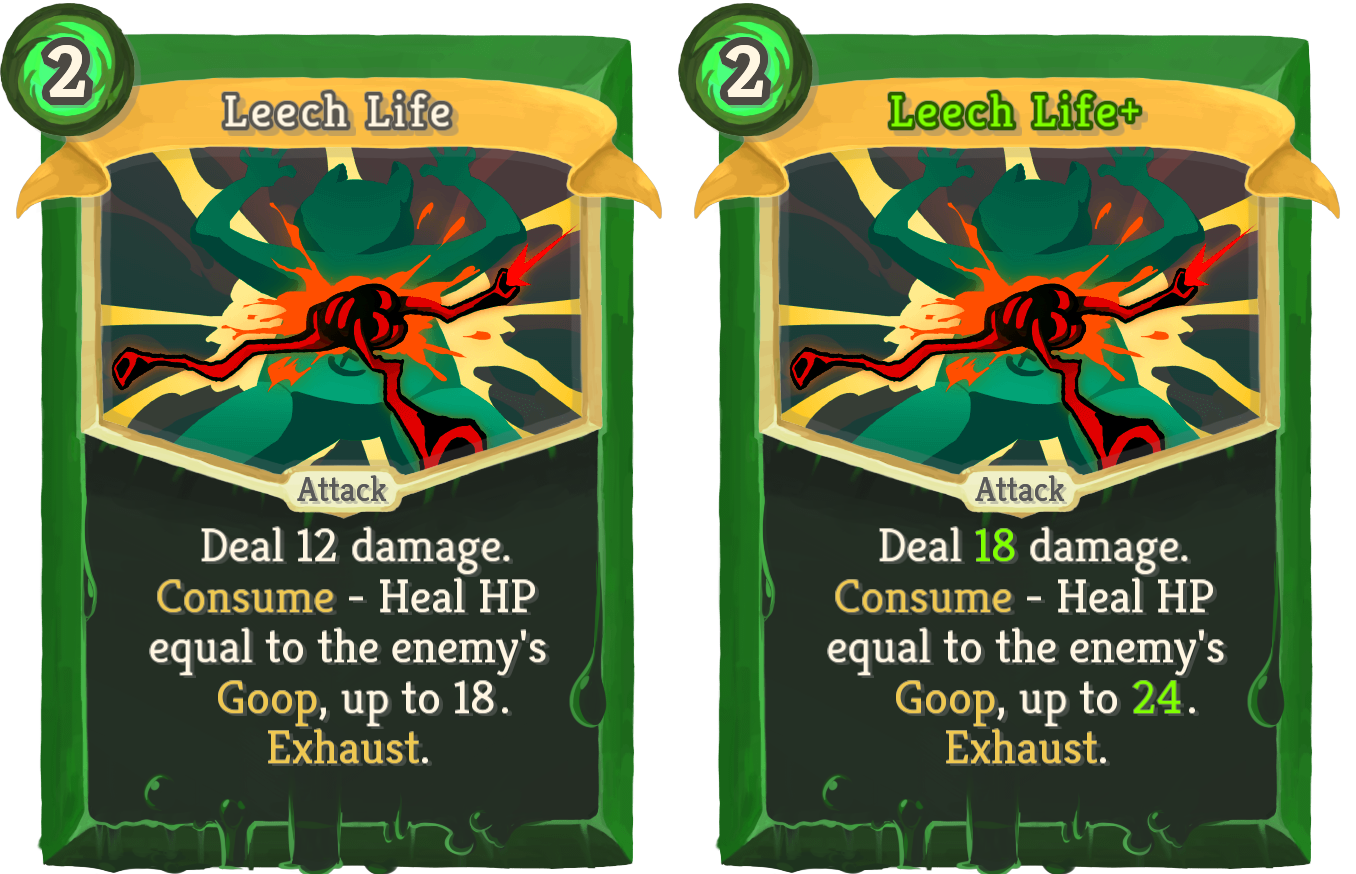 2
Leech Life
Attack
Deal 12 damage.
Consume - Heal HP
equal to the enemy's
Goop, up to 18.
Exhaust.
2
Leech Life+
Attack
Deal 18 damage.
Consume - Heal HP
equal to the enemy's
Goop, up to 24.
Exhaust.